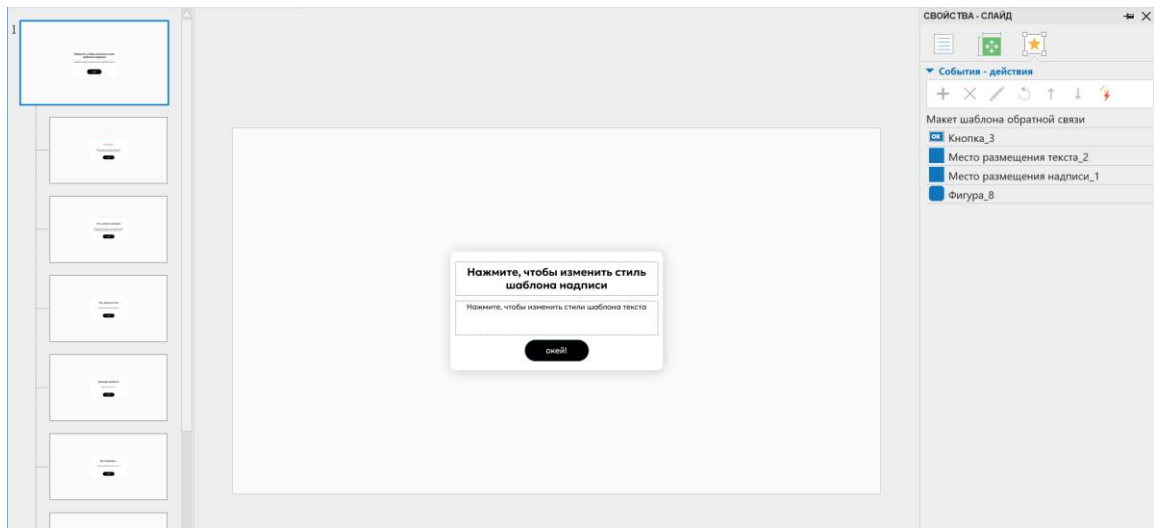 1
Нажмите, чтобы изменить стиль
шаблона надписи
Нажмите, чтобы изменить стили шаблона текста
окей!
СВОЙСТВА - СЛАЙД
События - действия
Макет шаблона обратной связи
ОК Кнопка_3
Место размещения текста_2
Место размещения надписи_1
Фигура_8